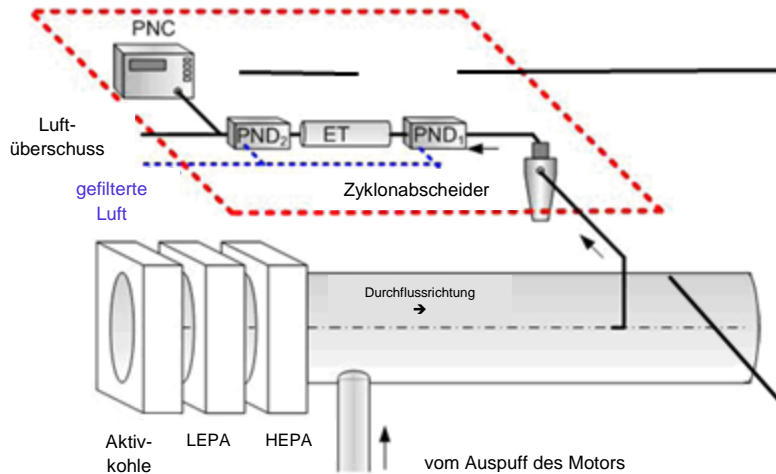 PNC
Luft-
überschuss
PND₂
ET
PND₁
gefilterte
Luft
Zyklonabscheider
Durchflussrichtung
➔
Aktiv-
kohle
LEPA
HEPA
vom Auspuff des Motors